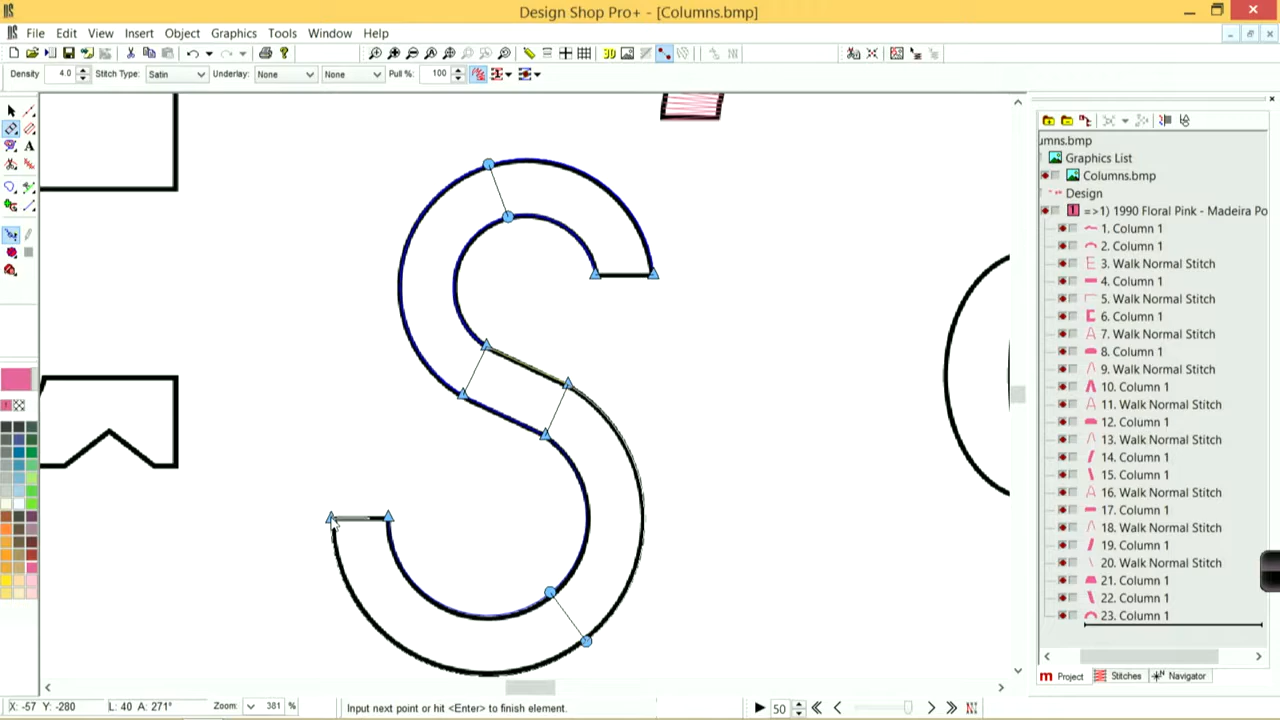 Design Shop Pro+ - [Columns.bmp]
File Edit View Insert Object Graphics Tools Window Help
3D
Density 4.0 Stitch Type: Satin Underlay: None None Pull %: 100
A
umns.bmp
Graphics List
Columns.bmp
Design
=>1) 1990 Floral Pink - Madeira Po
1. Column 1
2. Column 1
3. Walk Normal Stitch
4. Column 1
5. Walk Normal Stitch
6. Column 1
7. Walk Normal Stitch
8. Column 1
9. Walk Normal Stitch
10. Column 1
11. Walk Normal Stitch
12. Column 1
13. Walk Normal Stitch
14. Column 1
15. Column 1
16. Walk Normal Stitch
17. Column 1
18. Walk Normal Stitch
19. Column 1
20. Walk Normal Stitch
21. Column 1
22. Column 1
23. Column 1
Project Stitches Navigator
X: -57 Y: -280 L: 40 A: 271° Zoom: 381 % Input next point or hit <Enter> to finish element. 50